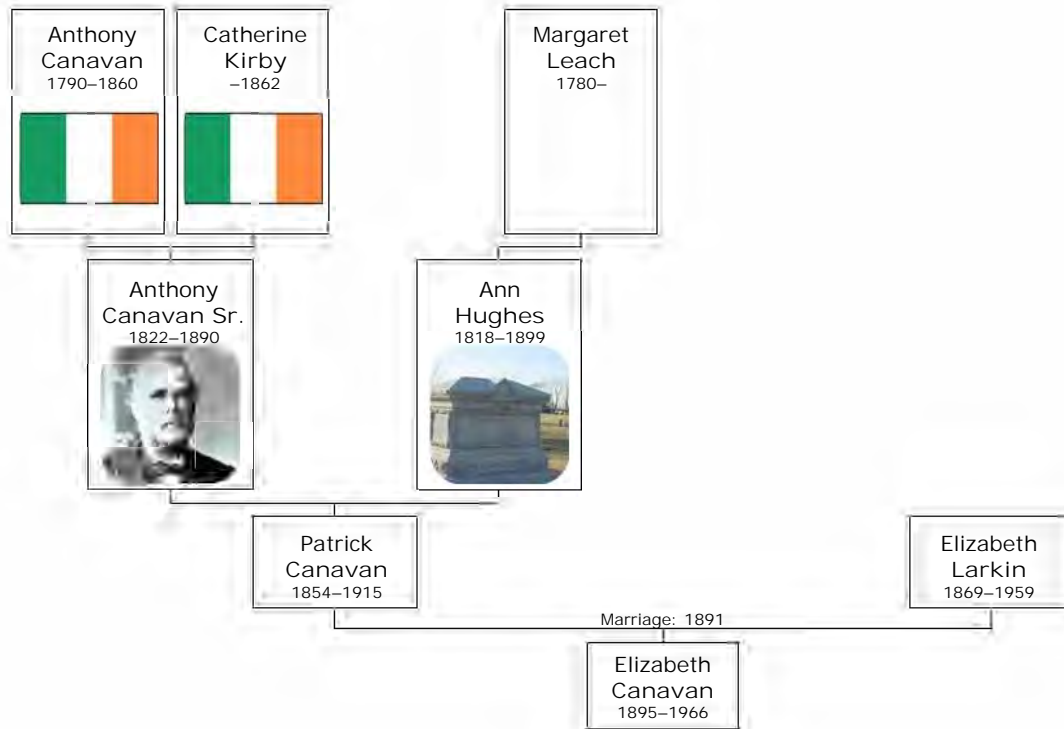 Anthony
Canavan
1790–1860
Catherine
Kirby
–1862
Margaret
Leach
1780–
Anthony
Canavan Sr.
1822–1890
Ann
Hughes
1818–1899
Patrick
Canavan
1854–1915
Elizabeth
Larkin
1869–1959
Marriage: 1891
Elizabeth
Canavan
1895–1966